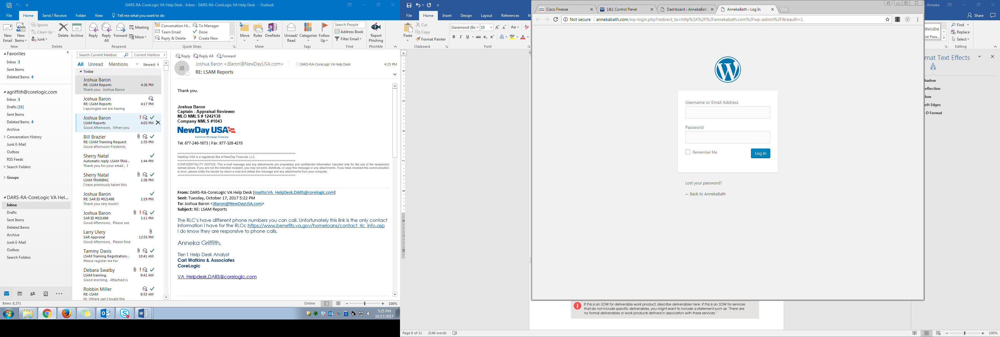 DARS-RA-CoreLogic VA Help Desk - Inbox - DARS-RA-CoreLogic VA Help Desk - Outlook
File Home Send / Receive Folder View Tell me what you want to do
New Email
New Items
New
Ignore
Clean Up
Junk
Delete
Archive
Delete
Reply
Reply All
Forward
Meeting
More
Respond
Conversation Hi...
Team Email
Reply & Delete
To Manager
Done
Create New
Quick Steps
Move
Rules
OneNote
Move
Unread/ Read
Categorize
Follow Up
Tags
Search People
Address Book
Filter Email
Find
Report Phishing
PhishMe
Favorites
Inbox 3
Sent Items
Deleted Items 4
agriffith@corelogic.com
Inbox 3
Drafts [16]
Sent Items
Deleted Items 4
Archive
Conversation History
Junk E-Mail
Outbox
RSS Feeds
Search Folders
Groups
DARS-RA-CoreLogic VA Hel...
Inbox
Drafts
Sent Items
Deleted Items
Archive
Junk E-Mail
Outbox
Search Folders
Items: 8,371
Search Current Mailbox Current Mailbox
All Unread Mentions Newest
Today
Joshua Baron
RE: LSAM Reports 4:26 PM
Thank you. Joshua Baron
Joshua Baron
RE: LSAM Reports 4:17 PM
I apologize we are having
Joshua Baron
LSAM Reports 4:03 PM
Good Afternoon, When you
Bill Brazier
RE: LSAM Training Request 1:55 PM
Good afternoon Frederick,
Sherry Natal
Automatic reply: LSAM TRAI... 1:44 PM
Thank you for your email , I
Sherry Natal
LSAM TRAINING 1:38 PM
I have previously taken this
Joshua Baron
RE: SAR ID #021498 1:19 PM
Thank you very much!!
Joshua Baron
SAR ID #021498 1:11 PM
Good Afternoon, Please see
Larry Ulery
SAR Approval 12:55 PM
Good Afternoon, Please find
Tammy Davis
LSAM Training Registration... 10:41 AM
Please register me for
Debara Swalby
LSAM training. 9:42 AM
Good morning. Attached is
Robbin Miller
RE: LSAM 8:53 AM
Hi, Where can I locate the
Reply Reply All Forward
JB
Joshua Baron <JBaron@NewDayUSA.com> DARS-RA-CoreLogic VA Help Desk 4:25 PM
RE: LSAM Reports
Thank you.
Joshua Baron
Captain - Appraisal Reviewer
MLO NMLS # 1242138
Company NMLS #1043
NewDay USA
America's Mortgage Company
Tel: 877-240-1873 | Fax: 877-328-4215
NewDay USA is a registered dba of NewDay Financial, LLC.
CONFIDENTIALITY NOTICE: This e-mail message and any attachments are proprietary and confidential information intended only for the use of the recipient(s)
named above. If you are not the intended recipient, you may not print, distribute, or copy this message or any attachments. If you have received this communication
in error, please notify the sender by return e-mail and delete this message and any attachments from your computer.
From: DARS-RA-CoreLogic VA Help Desk [mailto:VA_HelpDesk.DARS@corelogic.com]
Sent: Tuesday, October 17, 2017 5:22 PM
To: Joshua Baron <JBaron@NewDayUSA.com>
Subject: RE: LSAM Reports
The RLC's have different phone numbers you can call. Unfortunately this link is the only contact
information I have for the RLCs: https://www.benefits.va.gov/homeloans/contact_rlc_info.asp
I do know they are responsive to phone calls.
Anneka Griffith,
Tier-1 Help Desk Analyst
Carl Watkins & Associates
CoreLogic
VA_Helpdesk.DARS@corelogic.com
Online 100%
5:25 PM
10/17/2017
File Home Insert Design Layout References M
Paste
Cut
Copy
Format Painter
Clipboard
Garamond (Bo 10
Font
Cisco Finesse
1&1 Control Panel
Dashboard ‹ AnnekaBath
AnnekaBath ‹ Log In
Not secure | annekabath.com/wp-login.php?redirect_to=http%3A%2F%2Fannekabath.com%2Fwp-admin%2F&reauth=1
Username or Email Address
Password
Remember Me
Log In
Lost your password?
← Back to AnnekaBath
, Anneka
Share
Find
Replace
Select
Editing
ist Para...
mat Text Effects
hadow
eflection
low
oft Edges
-D Format
If this is an SOW for deliverable work product, describe deliverables here. If this is an SOW for services
that do not include specific deliverables, you might want to include a statement such as "There are
no formal deliverables or work products defined in association with these services."
Page 8 of 11 2146 words 100%